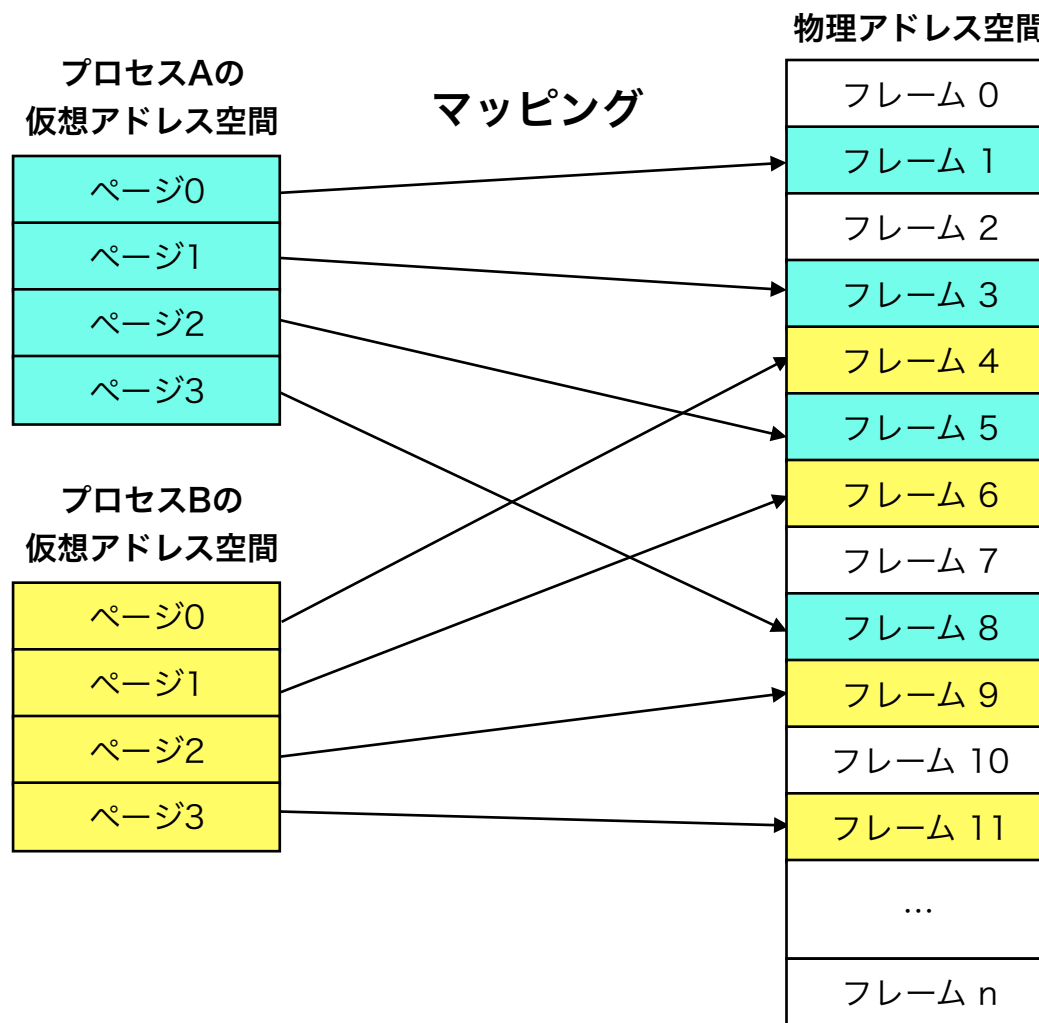 プロセスAの
仮想アドレス空間
ページ0
ページ1
ページ2
ページ3
プロセスBの
仮想アドレス空間
ページ0
ページ1
ページ2
ページ3
マッピング
物理アドレス空間
フレーム 0
フレーム 1
フレーム 2
フレーム 3
フレーム 4
フレーム 5
フレーム 6
フレーム 7
フレーム 8
フレーム 9
フレーム 10
フレーム 11
…
フレーム n